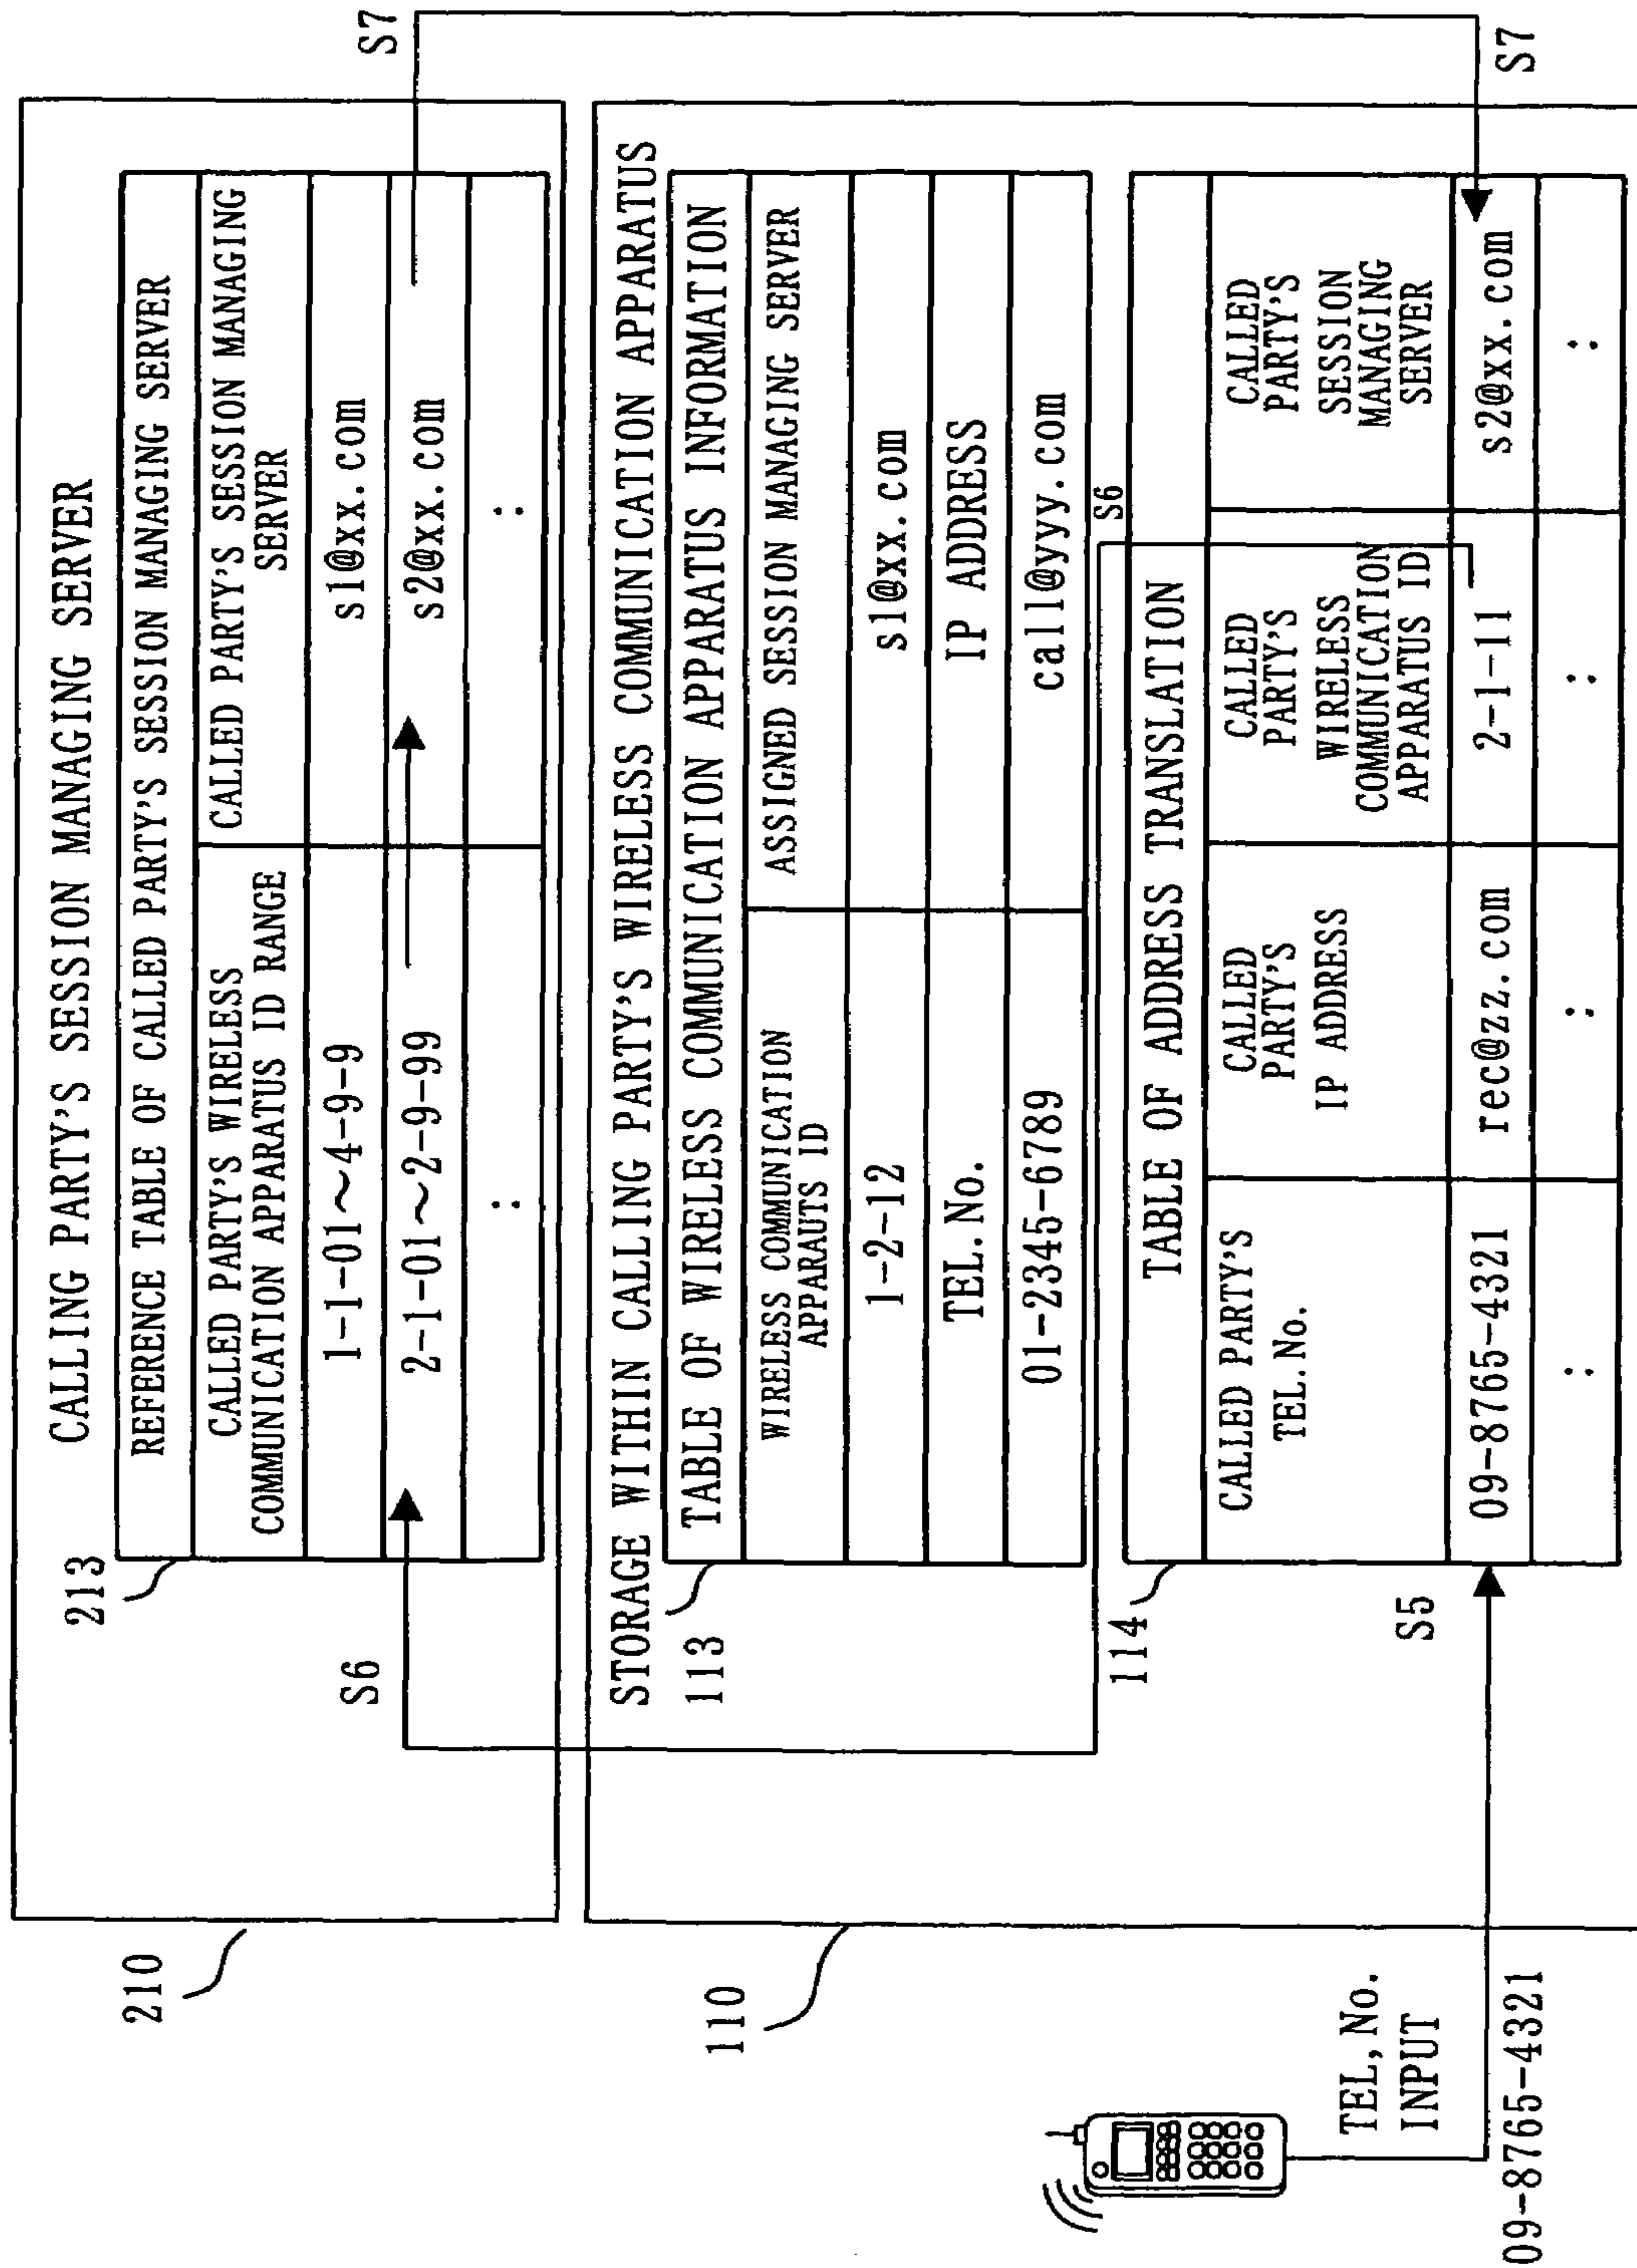 CALLING PARTY'S SESSION MANAGING SERVER
210
213
REFERENCE TABLE OF CALLED PARTY'S SESSION MANAGING SERVER
CALLED PARTY'S WIRELESS
COMMUNICATION APPARATUS ID RANGE
CALLED PARTY'S SESSION MANAGING
SERVER
1-1-01~4-9-9
s1@xx.com
S7
S6
2-1-01~2-9-99
s2@xx.com
:
:
STORAGE WITHIN CALLING PARTY'S WIRELESS COMMUNICATION APPARATUS
110
113
TABLE OF WIRELESS COMMUNICATION APPARATUS INFORMATION
WIRELESS COMMUNICATION
APPARAUTS ID
ASSIGNED SESSION MANAGING SERVER
1-2-12
s1@xx.com
TEL.No.
IP ADDRESS
01-2345-6789
call@yyy.com
S6
114
TABLE OF ADDRESS TRANSLATION
CALLED PARTY'S
TEL.No.
CALLED
PARTY'S
IP ADDRESS
CALLED
PARTY'S
WIRELESS
COMMUNICATION
APPARATUS ID
CALLED
PARTY'S
SESSION
MANAGING
SERVER
TEL,No.
INPUT
S5
09-8765-4321
rec@zz.com
2-1-11
s2@xx.com
S7
09-8765-4321
:
:
:
: